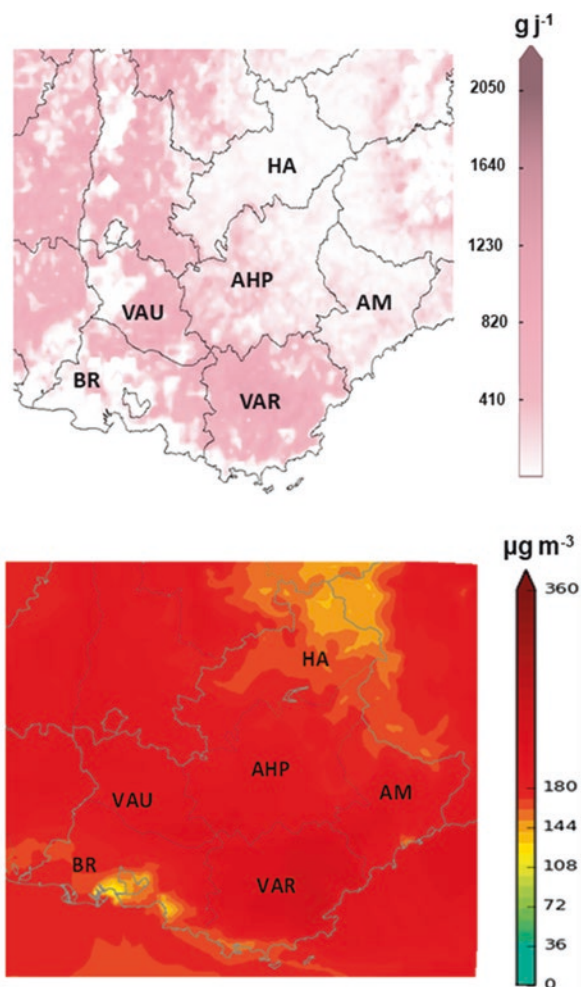 g j-1
2050
1640
1230
820
410
HA
AHP
VAU
AM
BR
VAR
µg m-3
360
180
144
108
72
36
0
HA
AHP
VAU
AM
BR
VAR